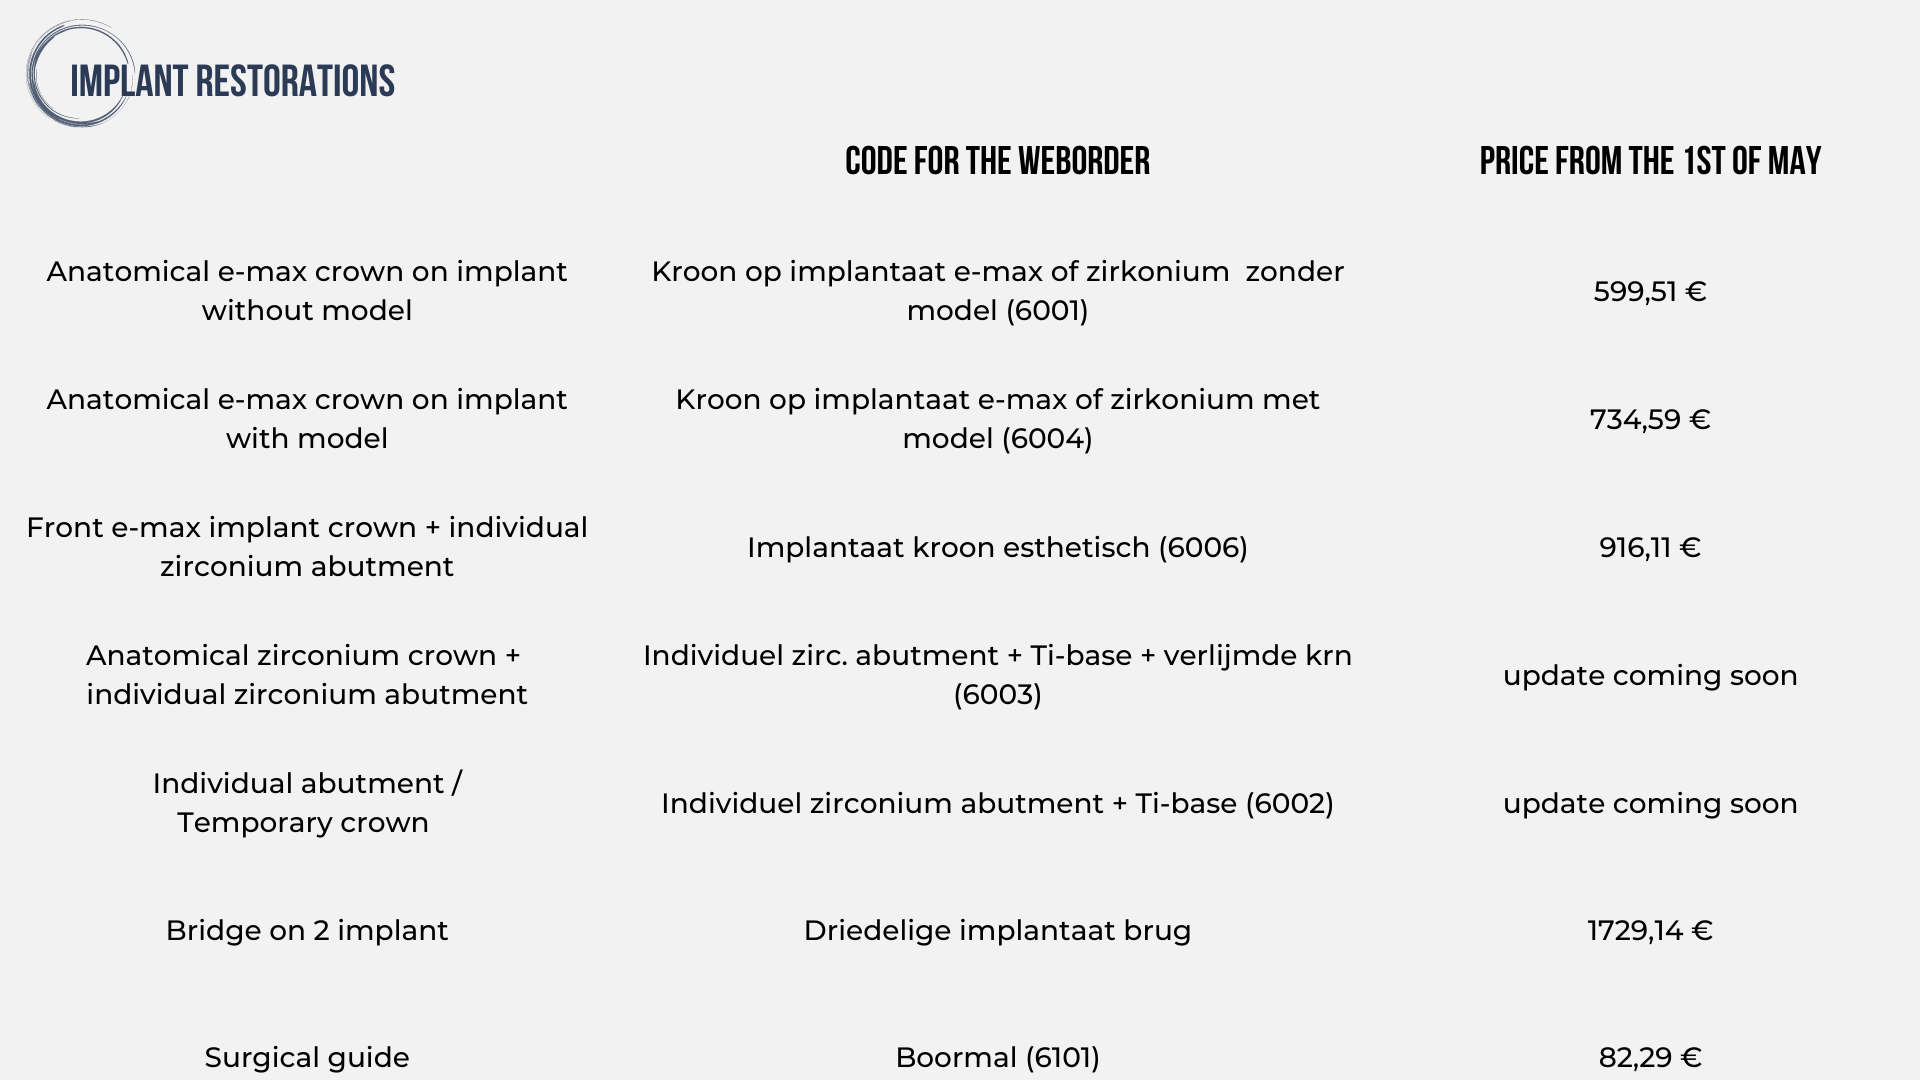 IMPLANT RESTORATIONS
CODE FOR THE WEBORDER
PRICE FROM THE 1ST OF MAY
Anatomical e-max crown on implant
without model
Kroon op implantaat e-max of zirkonium  zonder
model (6001)
599,51 €
Anatomical e-max crown on implant
with model
Kroon op implantaat e-max of zirkonium met
model (6004)
734,59 €
Front e-max implant crown + individual
zirconium abutment
Implantaat kroon esthetisch (6006)
916,11 €
Anatomical zirconium crown +
individual zirconium abutment
Individuel zirc. abutment + Ti-base + verlijmde krn
(6003)
update coming soon
Individual abutment /
Temporary crown
Individuel zirconium abutment + Ti-base (6002)
update coming soon
Bridge on 2 implant
Driedelige implantaat brug
1729,14 €
Surgical guide
Boormal (6101)
82,29 €